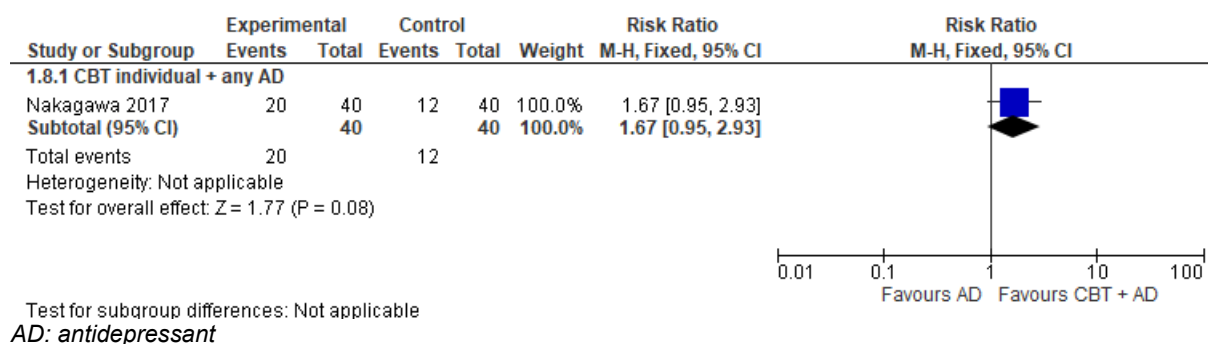 Experimental Control Risk Ratio Risk Ratio
Study or Subgroup Events Total Events Total Weight M-H, Fixed, 95% CI M-H, Fixed, 95% CI
1.8.1 CBT individual + any AD
Nakagawa 2017 20 40 12 40 100.0% 1.67 [0.95, 2.93]
Subtotal (95% CI) 40 40 100.0% 1.67 [0.95, 2.93]
Total events 20 12
Heterogeneity: Not applicable
Test for overall effect: Z = 1.77 (P = 0.08)
0.01 0.1 1 10 100
Favours AD Favours CBT + AD
Test for subgroup differences: Not applicable
AD: antidepressant